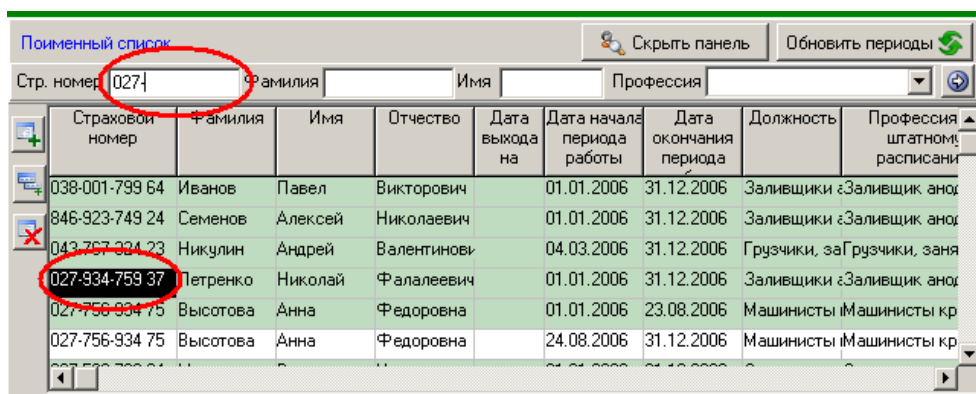 Поименный список Скрыть панель Обновить периоды
Стр. номер 027- Фамилия Имя Профессия
Страховой номер Фамилия Имя Отчество Дата выхода на Дата начала периода работы Дата окончания периода Должность Профессия штатному расписани
038-001-799 64 Иванов Павел Викторович 01.01.2006 31.12.2006 Заливщики Заливщик анод
846-923-749 24 Семенов Алексей Николаевич 01.01.2006 31.12.2006 Заливщики Заливщик анод
043-767-324 23 Никулин Андрей Валентинови 04.03.2006 31.12.2006 Грузчики, за Грузчики, заня
027-934-759 37 Петренко Николай Фалалеевич 01.01.2006 31.12.2006 Заливщики Заливщик анод
027-756-934 75 Высотова Анна Федоровна 01.01.2006 23.08.2006 Машинисты Машинисты кр
027-756-934 75 Высотова Анна Федоровна 24.08.2006 31.12.2006 Машинисты Машинисты кр